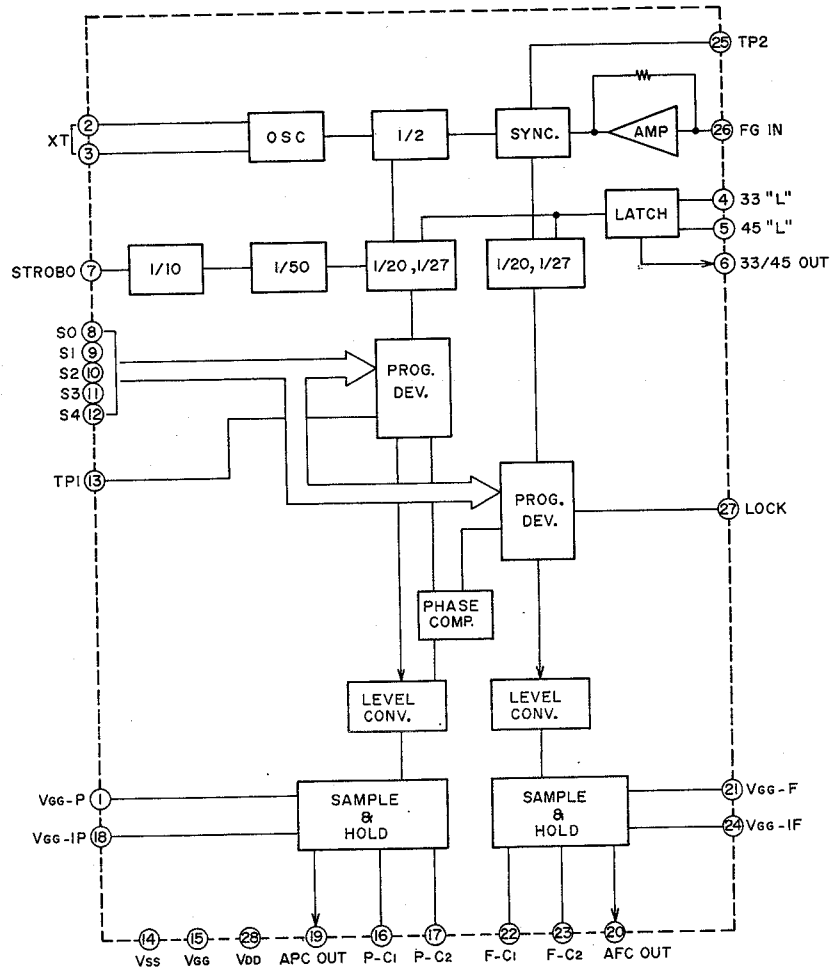 25 TP2
XT
2
3
OSC
1/2
SYNC.
AMP
26 FG IN
LATCH
4 33 "L"
5 45 "L"
6 33/45 OUT
STROBO 7
1/10
1/50
1/20, 1/27
1/20, 1/27
S0 8
S1 9
S2 10
S3 11
S4 12
PROG.
DEV.
TP1 13
PROG.
DEV.
27 LOCK
PHASE
COMP.
LEVEL
CONV.
LEVEL
CONV.
VGG-P 1
VGG-1P 18
SAMPLE
&
HOLD
SAMPLE
&
HOLD
21 VGG-F
24 VGG-1F
14 15 28 19 16 17 22 23 20
VSS VGG VDD APC OUT P-C1 P-C2 F-C1 F-C2 AFC OUT